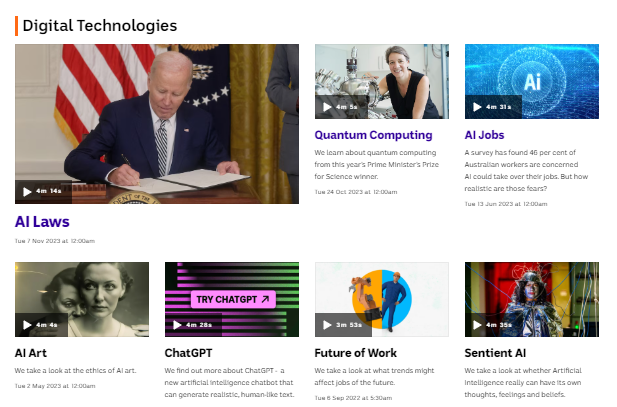 Digital Technologies
4m 14s
AI Laws
Tue 7 Nov 2023 at 12:00am
4m 5s
Quantum Computing
We learn about quantum computing
from this year's Prime Minister's Prize
for Science winner.
Tue 24 Oct 2023 at 12:00am
Ai
4m 31s
AI Jobs
A survey has found 46 per cent of
Australian workers are concerned
AI could take over their jobs. But how
realistic are those fears?
Tue 13 Jun 2023 at 12:00am
4m 4s
AI Art
We take a look at the ethics of AI art.
Tue 2 May 2023 at 12:00am
TRY CHATGPT ↗
4m 28s
ChatGPT
We find out more about ChatGPT - a
new artificial intelligence chatbot that
can generate realistic, human-like text.
3m 53s
Future of Work
We take a look at what trends might
affect jobs of the future.
Tue 6 Sep 2022 at 5:30am
4m 35s
Sentient AI
We take a look at whether Artificial
Intelligence really can have its own
thoughts, feelings and beliefs.